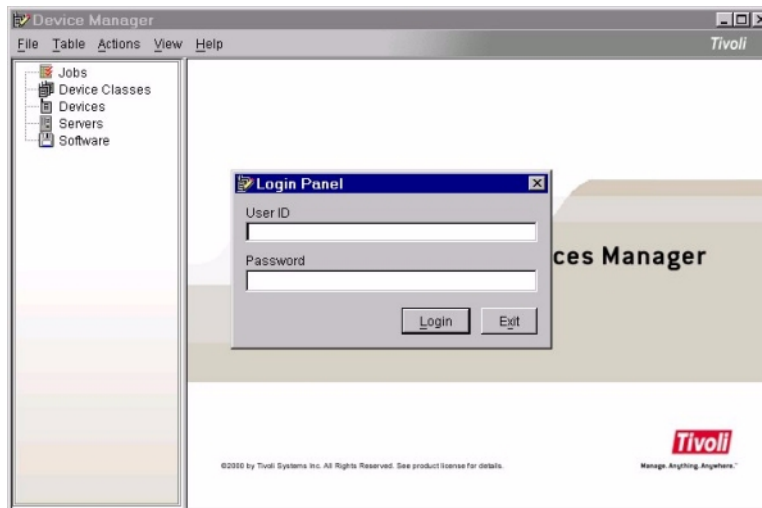 Device Manager
File Table Actions View Help
Tivoli
Jobs
Device Classes
Devices
Servers
Software
Login Panel
User ID
Password
Login
Exit
ces Manager
©2000 by Tivoli Systems Inc. All Rights Reserved. See product license for details.
Tivoli
Manage. Anything. Anywhere.™